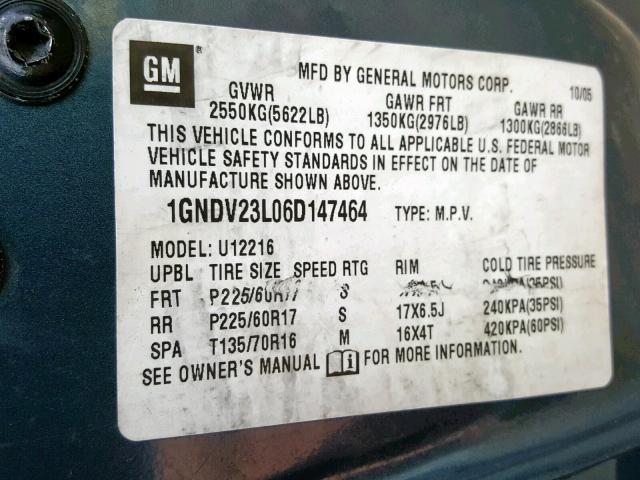 GM ®
MFD BY GENERAL MOTORS CORP. 10/05
GVWR GAWR FRT GAWR RR
2550KG(5622LB) 1350KG(2976LB) 1300KG(2866LB)
THIS VEHICLE CONFORMS TO ALL APPLICABLE U.S. FEDERAL MOTOR
VEHICLE SAFETY STANDARDS IN EFFECT ON THE DATE OF
MANUFACTURE SHOWN ABOVE.
1GNDV23L06D147464 TYPE: M.P.V.
MODEL: U12216
UPBL TIRE SIZE SPEED RTG RIM COLD TIRE PRESSURE
FRT P225/60R17 S (35PSI)
RR P225/60R17 S 17X6.5J 240KPA(35PSI)
SPA T135/70R16 M 16X4T 420KPA(60PSI)
SEE OWNER'S MANUAL FOR MORE INFORMATION.